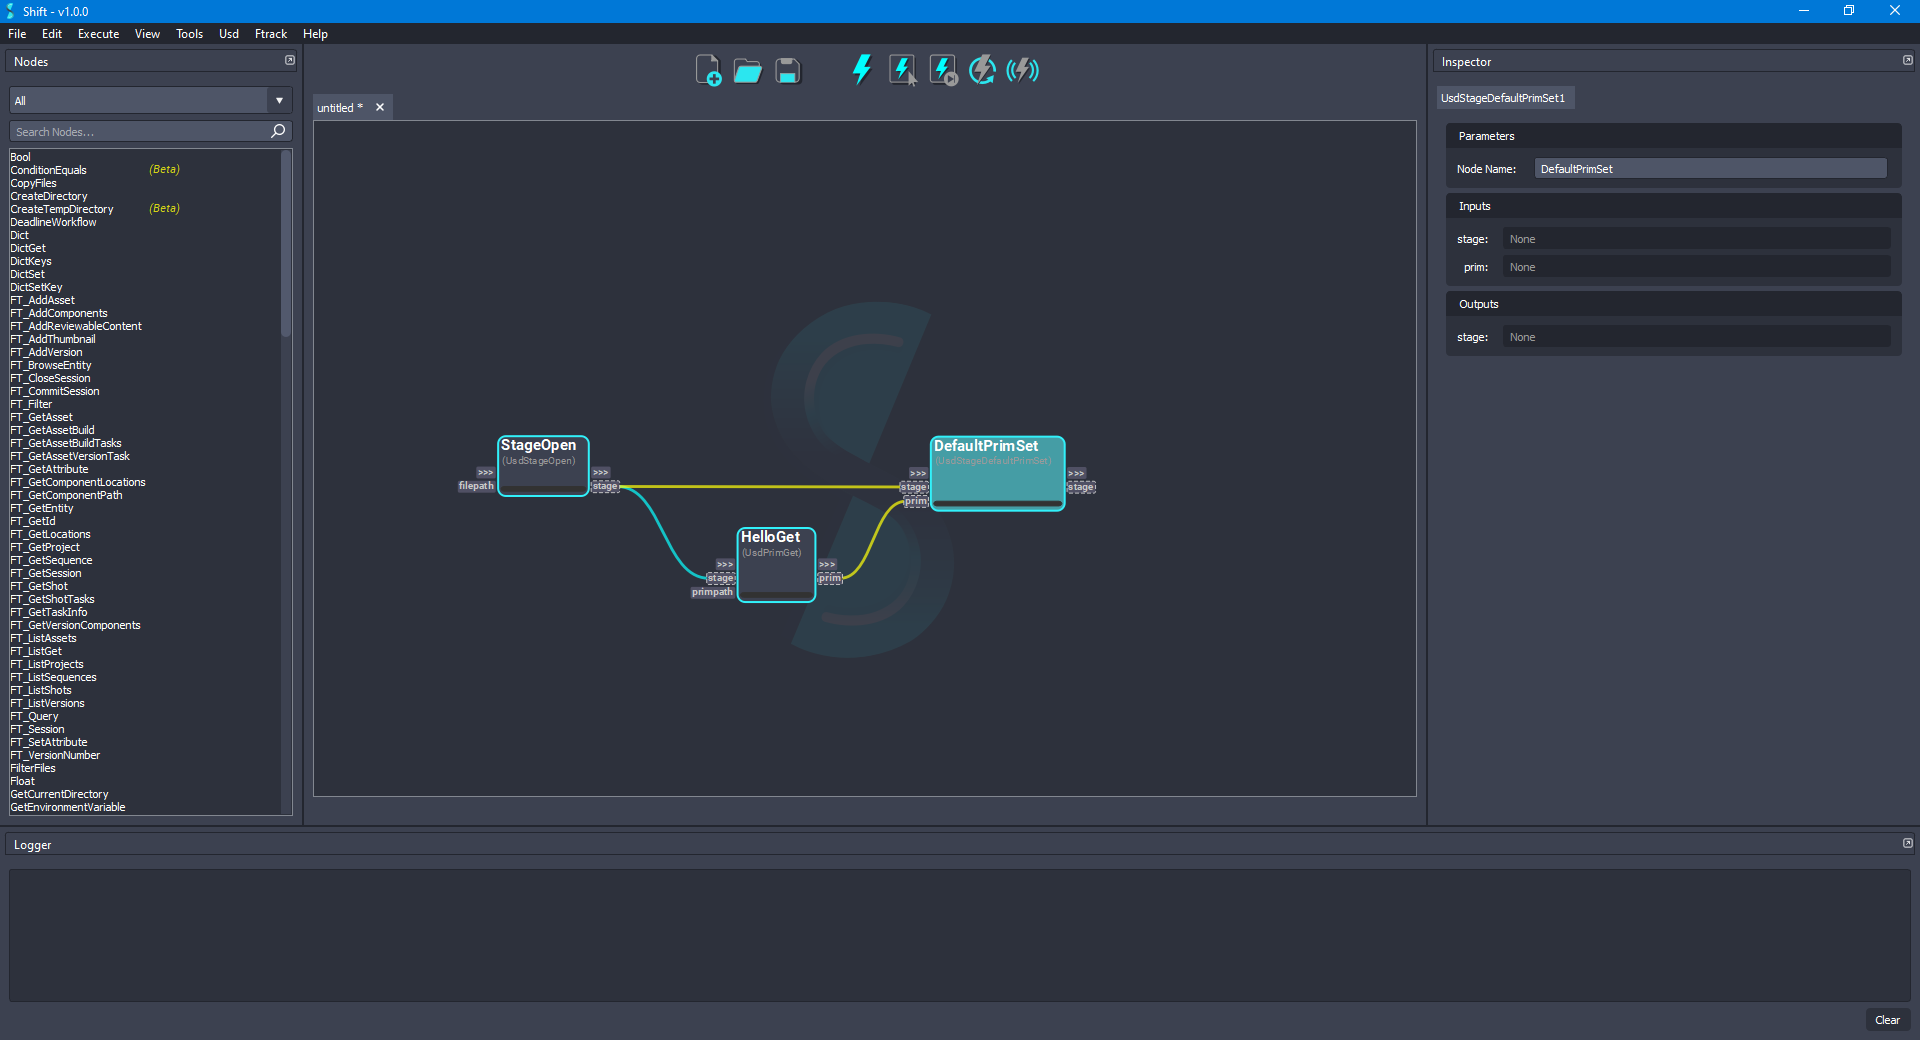 Shift - v1.0.0
File Edit Execute View Tools Usd Ftrack Help
Nodes
All
Search Nodes...
Bool
ConditionEquals (Beta)
CopyFiles
CreateDirectory
CreateTempDirectory (Beta)
DeadlineWorkflow
Dict
DictGet
DictKeys
DictSet
DictSetKey
FT_AddAsset
FT_AddComponents
FT_AddReviewableContent
FT_AddThumbnail
FT_AddVersion
FT_BrowseEntity
FT_CloseSession
FT_CommitSession
FT_Filter
FT_GetAsset
FT_GetAssetBuild
FT_GetAssetBuildTasks
FT_GetAssetVersionTask
FT_GetAttribute
FT_GetComponentLocations
FT_GetComponentPath
FT_GetEntity
FT_GetId
FT_GetLocations
FT_GetProject
FT_GetSequence
FT_GetSession
FT_GetShot
FT_GetShotTasks
FT_GetTaskInfo
FT_GetVersionComponents
FT_ListAssets
FT_ListGet
FT_ListProjects
FT_ListSequences
FT_ListShots
FT_ListVersions
FT_Query
FT_Session
FT_SetAttribute
FT_VersionNumber
FilterFiles
Float
GetCurrentDirectory
GetEnvironmentVariable
untitled *
StageOpen
(UsdStageOpen)
>>> >>>
filepath stage
DefaultPrimSet
(UsdStageDefaultPrimSet)
>>> >>>
stage stage
prim
HelloGet
(UsdPrimGet)
>>> >>>
stage prim
primpath
Inspector
UsdStageDefaultPrimSet1
Parameters
Node Name: DefaultPrimSet
Inputs
stage: None
prim: None
Outputs
stage: None
Logger
Clear